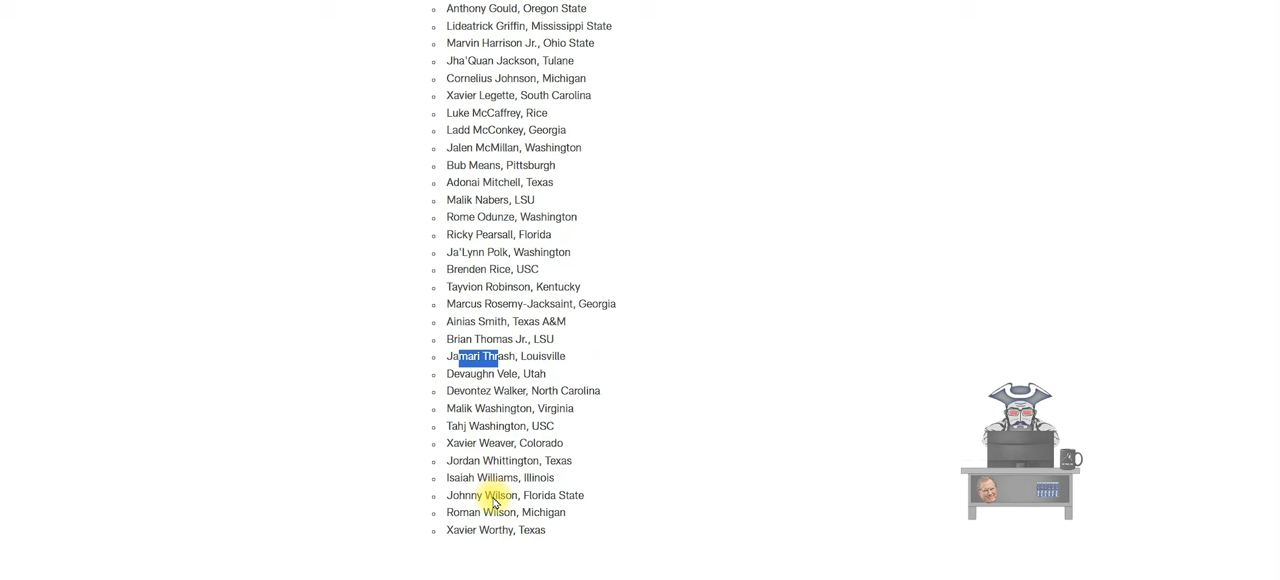 Anthony Gould, Oregon State
Lideatrick Griffin, Mississippi State
Marvin Harrison Jr., Ohio State
Jha'Quan Jackson, Tulane
Cornelius Johnson, Michigan
Xavier Legette, South Carolina
Luke McCaffrey, Rice
Ladd McConkey, Georgia
Jalen McMillan, Washington
Bub Means, Pittsburgh
Adonai Mitchell, Texas
Malik Nabers, LSU
Rome Odunze, Washington
Ricky Pearsall, Florida
Ja'Lynn Polk, Washington
Brenden Rice, USC
Tayvion Robinson, Kentucky
Marcus Rosemy-Jacksaint, Georgia
Ainias Smith, Texas A&M
Brian Thomas Jr., LSU
Jamari Thrash, Louisville
Devaughn Vele, Utah
Devontez Walker, North Carolina
Malik Washington, Virginia
Tahj Washington, USC
Xavier Weaver, Colorado
Jordan Whittington, Texas
Isaiah Williams, Illinois
Johnny Wilson, Florida State
Roman Wilson, Michigan
Xavier Worthy, Texas